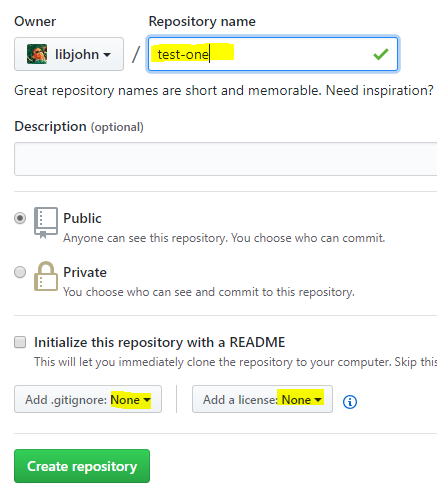 Owner
Repository name
libjohn / test-one
Great repository names are short and memorable. Need inspiration?
Description (optional)
Public
Anyone can see this repository. You choose who can commit.
Private
You choose who can see and commit to this repository.
Initialize this repository with a README
This will let you immediately clone the repository to your computer. Skip this
Add .gitignore: None
Add a license: None
Create repository